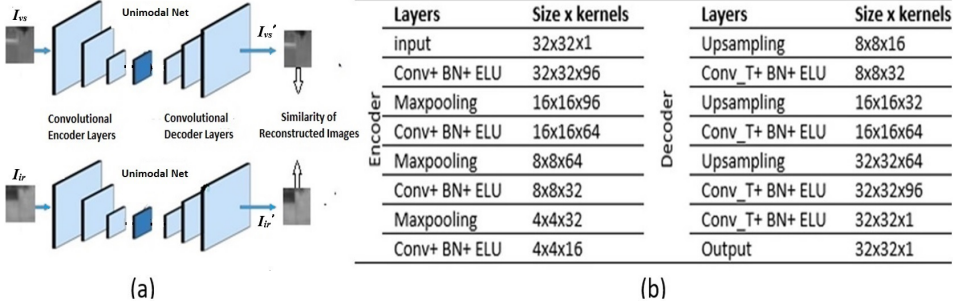 Ivs
Unimodal Net
Ivs'
Convolutional
Encoder Layers
Convolutional
Decoder Layers
Similarity of
Reconstructed Images
Iir
Unimodal Net
Iir'
(a)
Layers Size x kernels
input 32x32x1
Conv+ BN+ ELU 32x32x96
Maxpooling 16x16x96
Conv+ BN+ ELU 16x16x64
Maxpooling 8x8x64
Conv+ BN+ ELU 8x8x32
Maxpooling 4x4x32
Conv+ BN+ ELU 4x4x16
Encoder
Layers Size x kernels
Upsampling 8x8x16
Conv_T+ BN+ ELU 8x8x32
Upsampling 16x16x32
Conv_T+ BN+ ELU 16x16x64
Upsampling 32x32x64
Conv_T+ BN+ ELU 32x32x96
Conv_T+ BN+ ELU 32x32x1
Output 32x32x1
Decoder
(b)